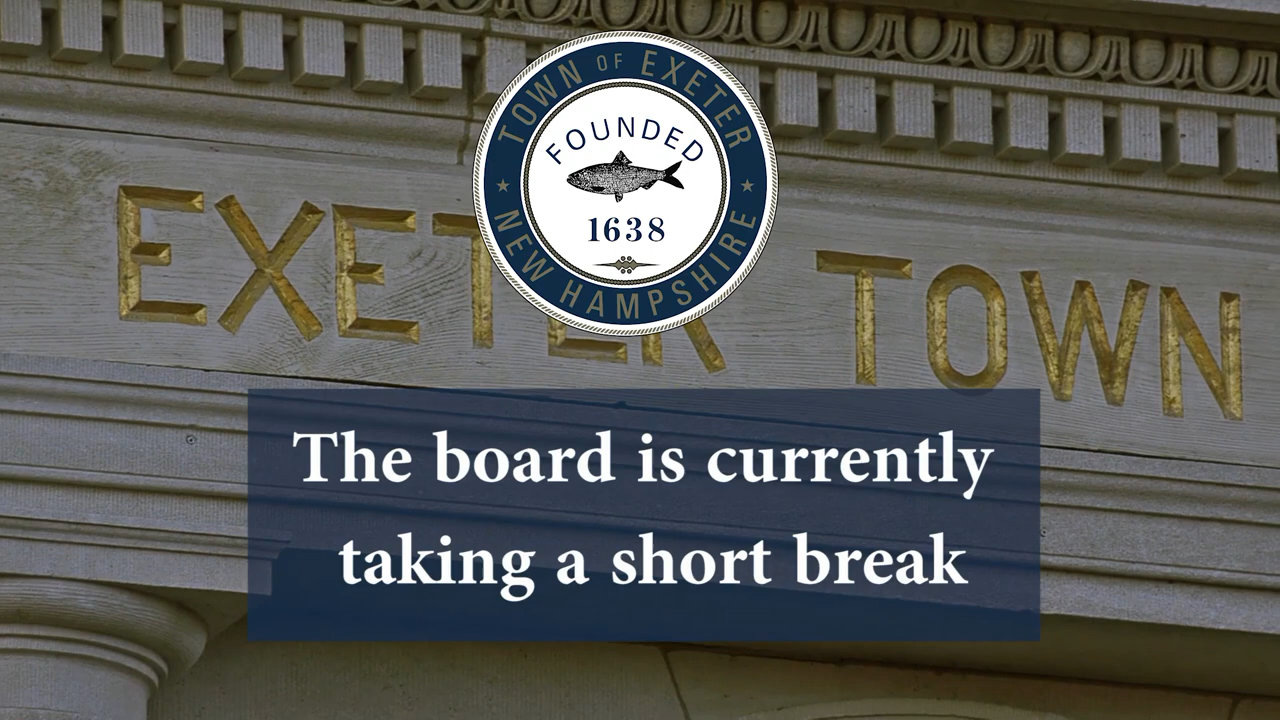 TOWN OF EXETER
FOUNDED
1638
NEW HAMPSHIRE
EXETER TOWN
The board is currently
taking a short break